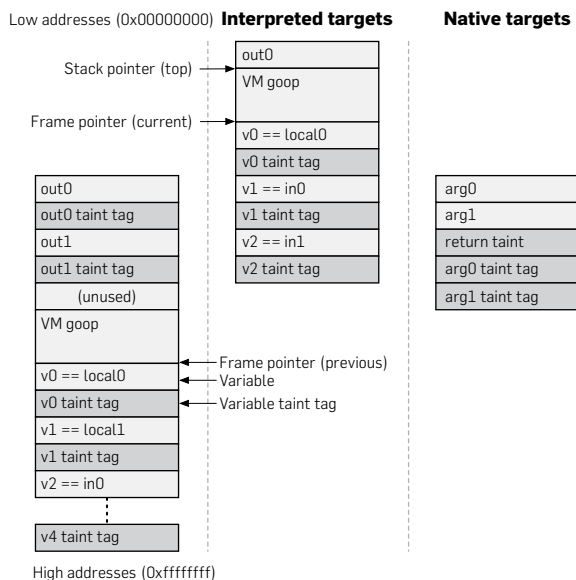 Low addresses (0x00000000)
Interpreted targets
Native targets
Stack pointer (top)
Frame pointer (current)
out0
VM goop
v0 == local0
v0 taint tag
v1 == in0
v1 taint tag
v2 == in1
v2 taint tag
out0
out0 taint tag
out1
out1 taint tag
(unused)
VM goop
v0 == local0
v0 taint tag
v1 == local1
v1 taint tag
v2 == in0
v4 taint tag
Frame pointer (previous)
Variable
Variable taint tag
arg0
arg1
return taint
arg0 taint tag
arg1 taint tag
High addresses (0xffffffff)